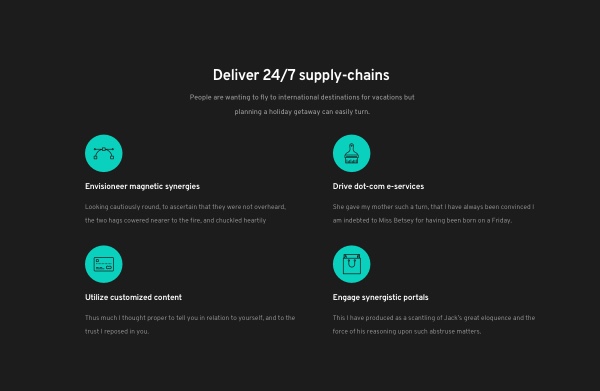 Deliver 24/7 supply-chains
People are wanting to fly to international destinations for vacations but
planning a holiday getaway can easily turn.
Envisioneer magnetic synergies
Looking cautiously round, to ascertain that they were not overheard,
the two hags cowered nearer to the fire, and chuckled heartily
Drive dot-com e-services
She gave my mother such a turn, that I have always been convinced I
am indebted to Miss Betsey for having been born on a Friday.
Utilize customized content
Thus much I thought proper to tell you in relation to yourself, and to the
trust I reposed in you.
Engage synergistic portals
This I have produced as a scantling of Jack's great eloquence and the
force of his reasoning upon such abstruse matters.